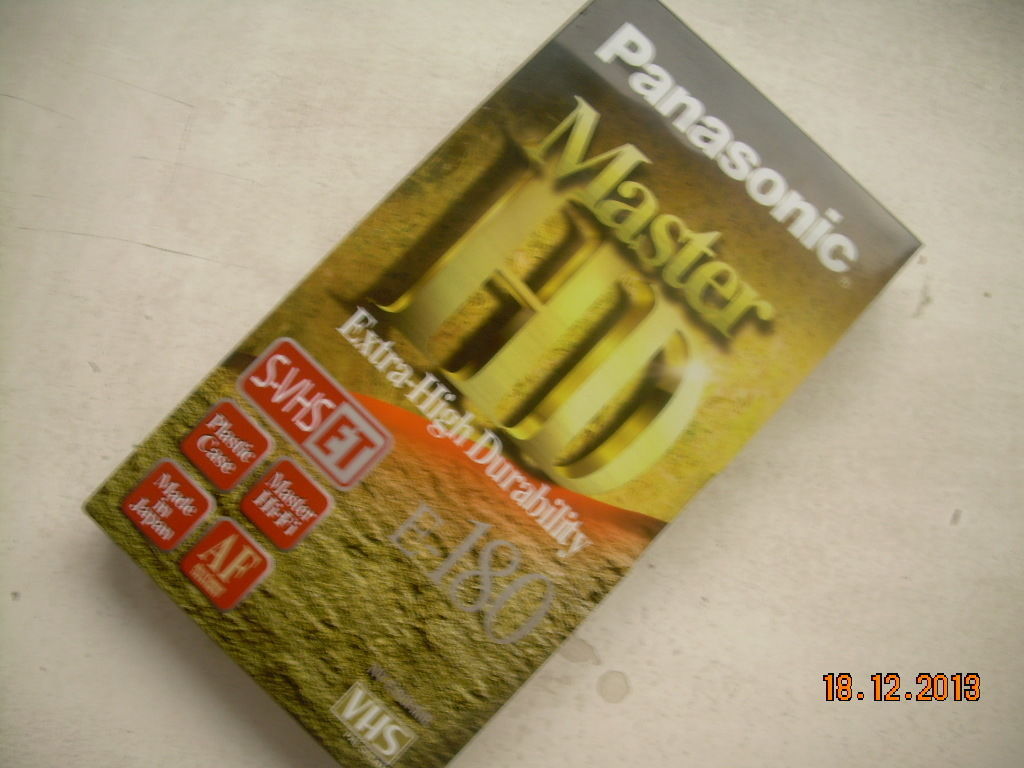 Panasonic
Master
HD
Extra-High Durability
S-VHS ET
Plastic
Case
Master
Hi-Fi
Made
in
Japan
AF
E-180
VHS
18.12.2013